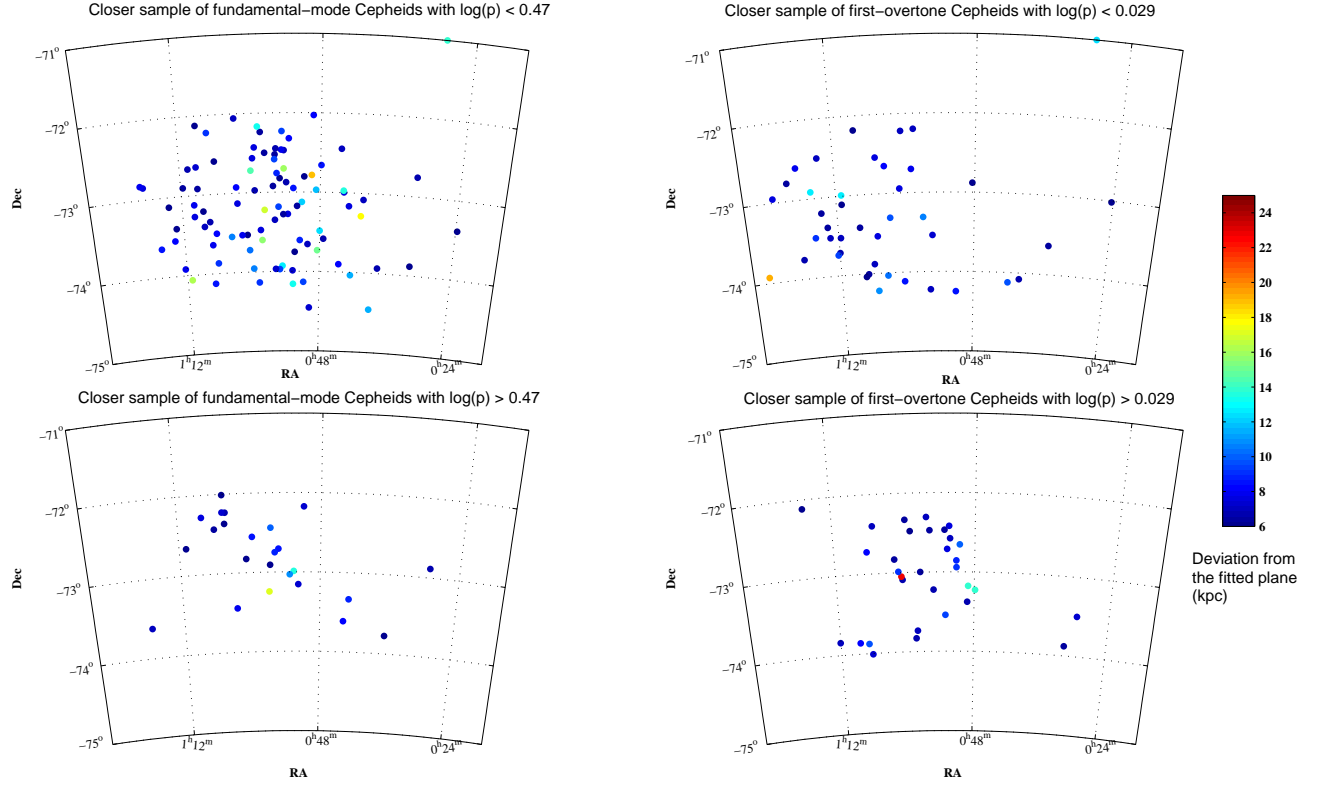 Closer sample of fundamental−mode Cepheids with log(p) < 0.47
−71°
−72°
−73°
−74°
−75°
Dec
1ʰ12ᵐ
0ʰ48ᵐ
0ʰ24ᵐ
RA
Closer sample of first−overtone Cepheids with log(p) < 0.029
−71°
−72°
−73°
−74°
−75°
Dec
1ʰ12ᵐ
0ʰ48ᵐ
0ʰ24ᵐ
RA
Closer sample of fundamental−mode Cepheids with log(p) > 0.47
−71°
−72°
−73°
−74°
−75°
Dec
1ʰ12ᵐ
0ʰ48ᵐ
0ʰ24ᵐ
RA
Closer sample of first−overtone Cepheids with log(p) > 0.029
−71°
−72°
−73°
−74°
−75°
Dec
1ʰ12ᵐ
0ʰ48ᵐ
0ʰ24ᵐ
RA
24
22
20
18
16
14
12
10
8
6
Deviation from
the fitted plane
(kpc)